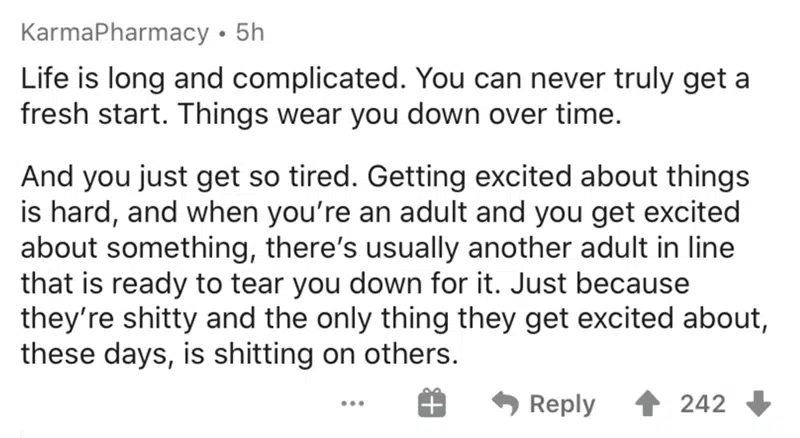 KarmaPharmacy • 5h
Life is long and complicated. You can never truly get a
fresh start. Things wear you down over time.
And you just get so tired. Getting excited about things
is hard, and when you’re an adult and you get excited
about something, there’s usually another adult in line
that is ready to tear you down for it. Just because
they’re shitty and the only thing they get excited about,
these days, is shitting on others.
... Reply 242